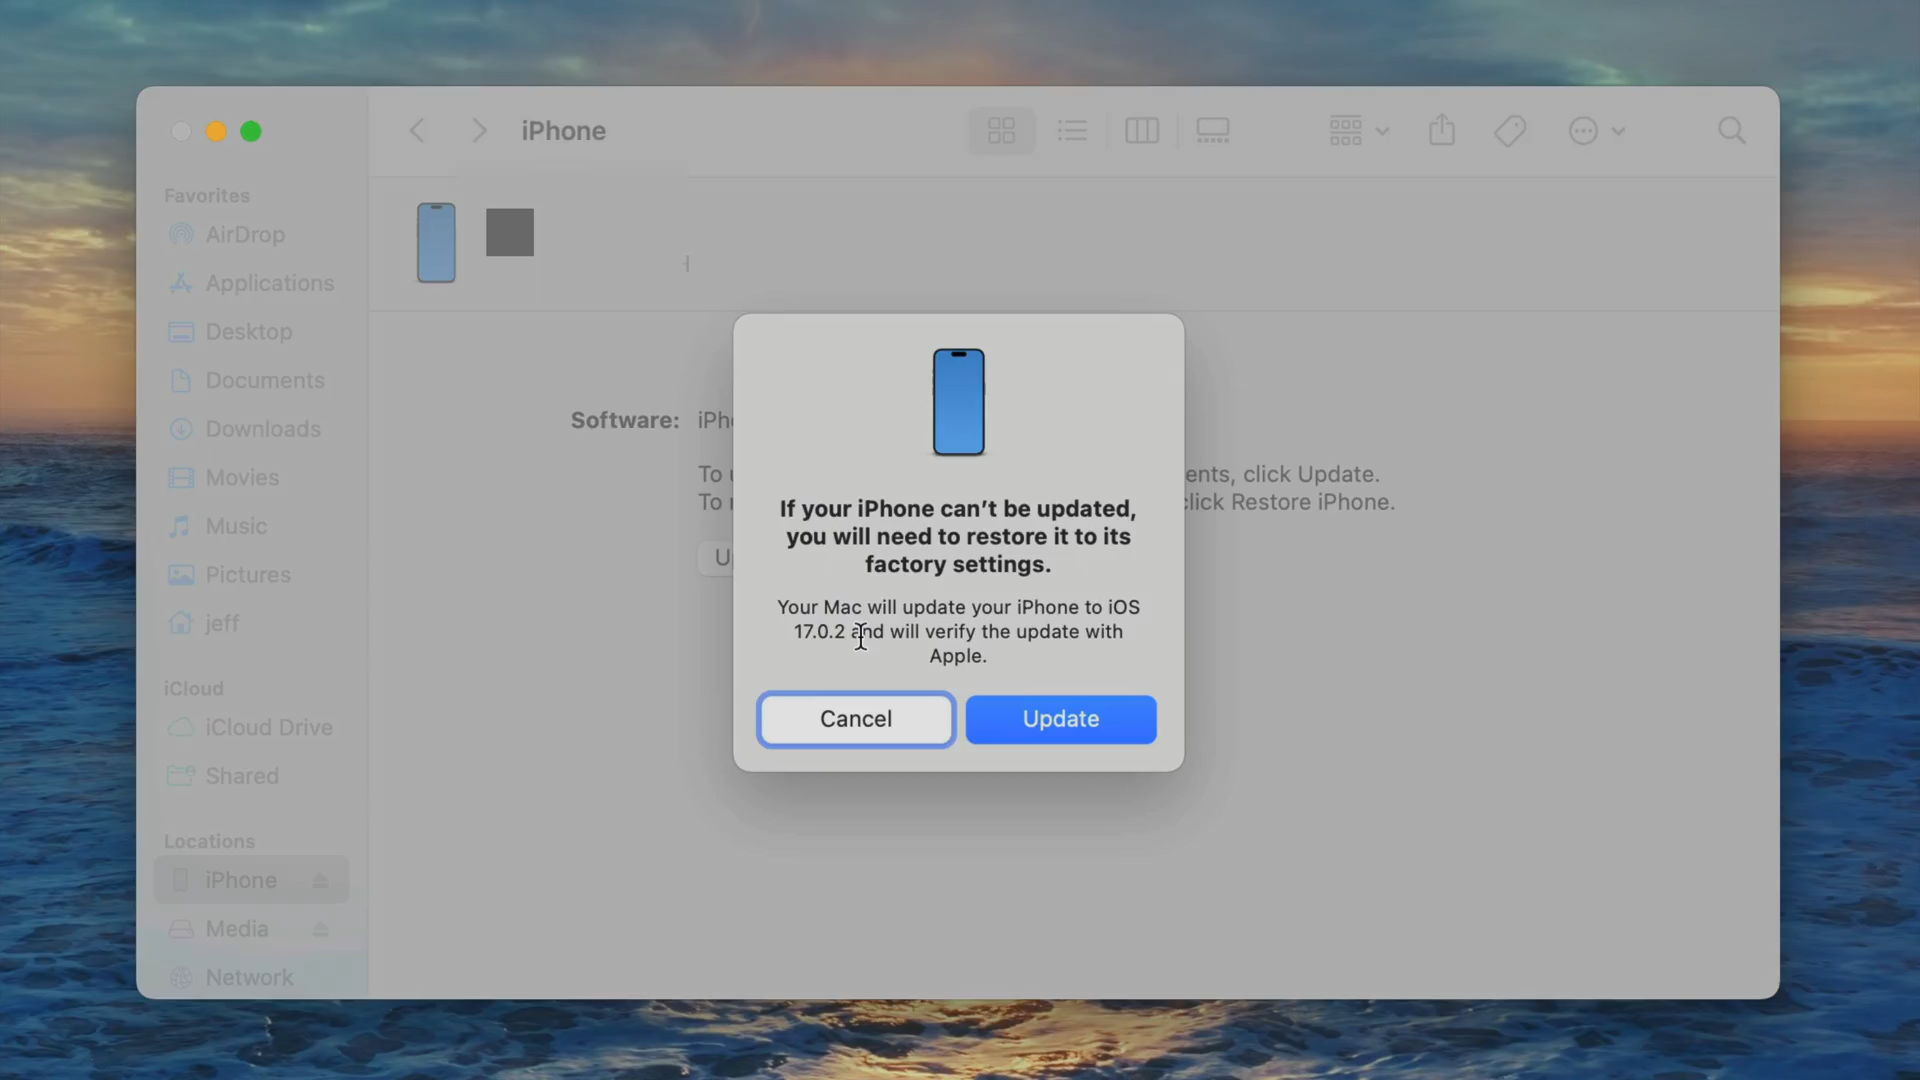 iPhone
Favorites
AirDrop
Applications
Desktop
Documents
Downloads
Movies
Music
Pictures
jeff
iCloud
iCloud Drive
Shared
Locations
iPhone
Media
Network
Software:
To
click Update.
To
click Restore iPhone.
If your iPhone can’t be updated,
you will need to restore it to its
factory settings.
Your Mac will update your iPhone to iOS
17.0.2 and will verify the update with
Apple.
Cancel
Update